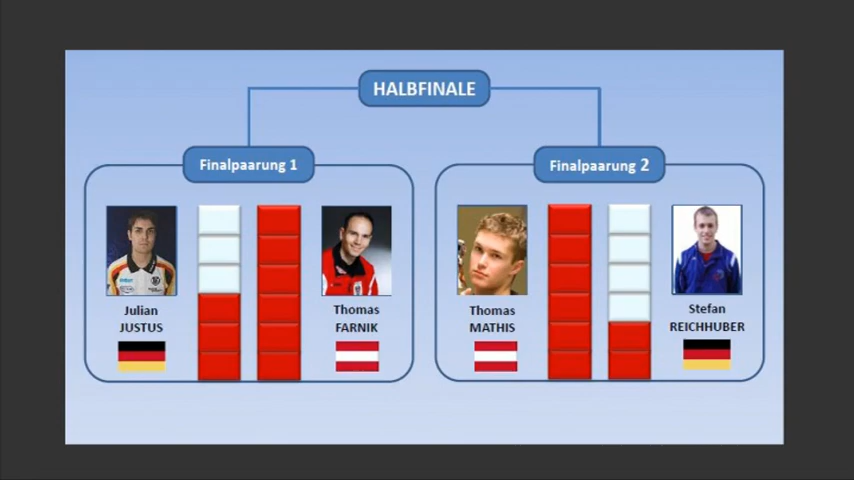 HALBFINALE
Finalpaarung 1
Finalpaarung 2
Julian
JUSTUS
Thomas
FARNIK
Thomas
MATHIS
Stefan
REICHHUBER